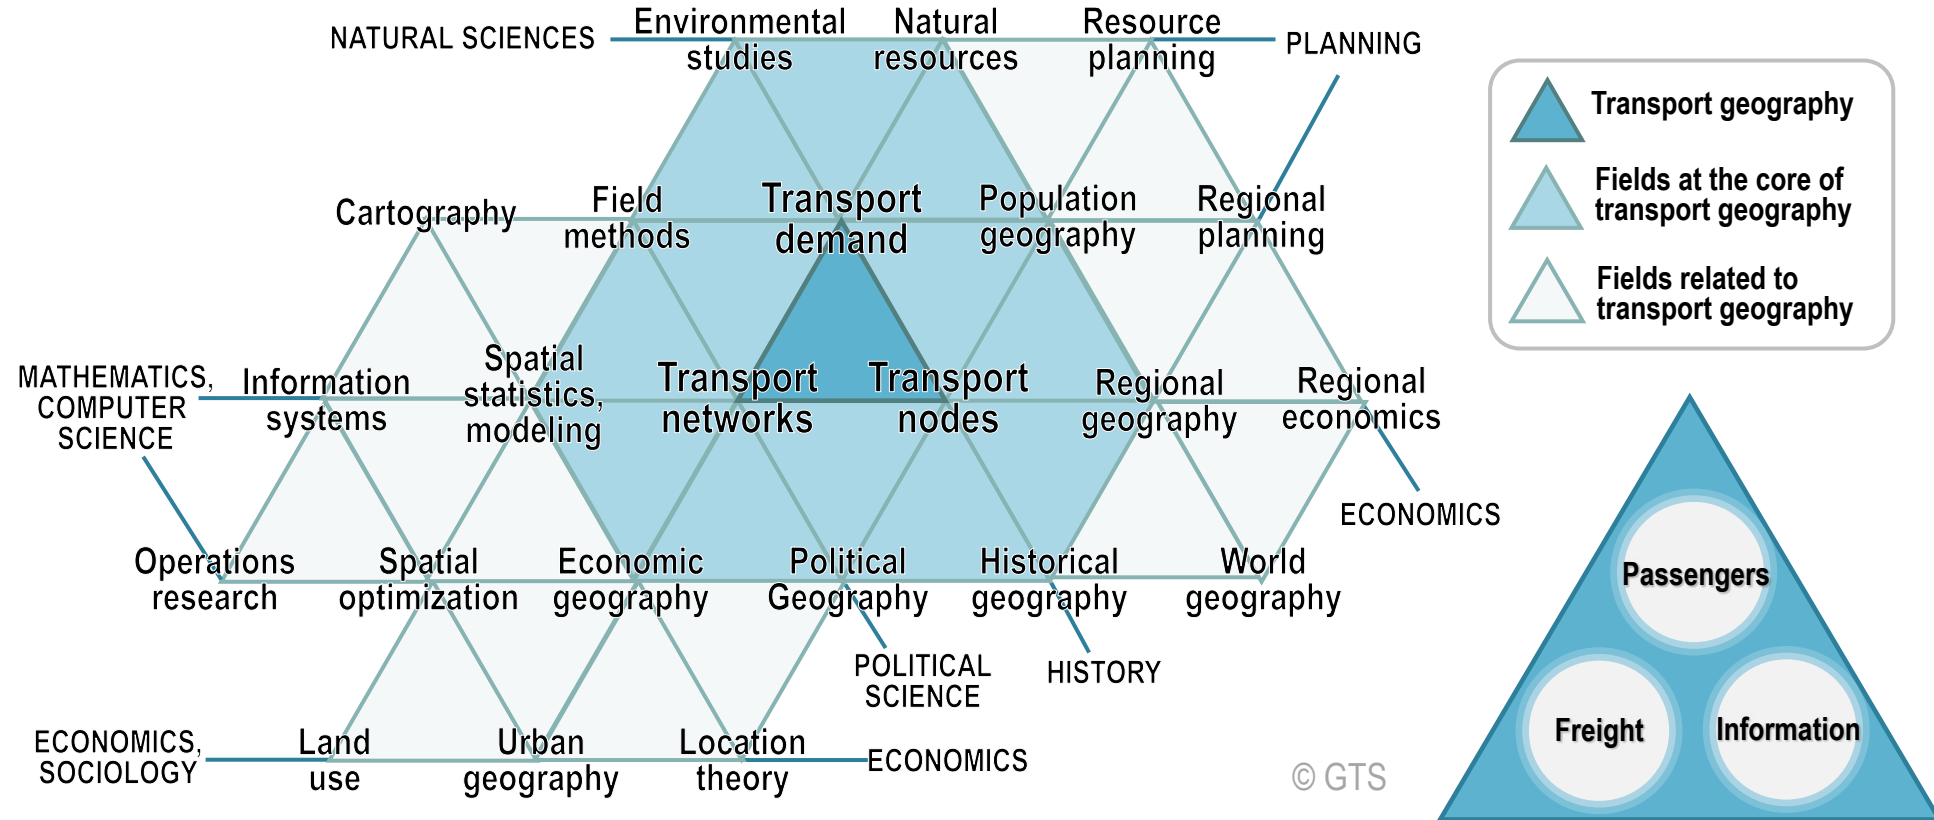 NATURAL SCIENCES
Environmental
studies
Natural
resources
Resource
planning
PLANNING
Cartography
Field
methods
Transport
demand
Population
geography
Regional
planning
MATHEMATICS,
COMPUTER
SCIENCE
Information
systems
Spatial
statistics,
modeling
Transport
networks
Transport
nodes
Regional
geography
Regional
economics
ECONOMICS
Operations
research
Spatial
optimization
Economic
geography
Political
Geography
Historical
geography
World
geography
POLITICAL
SCIENCE
HISTORY
ECONOMICS,
SOCIOLOGY
Land
use
Urban
geography
Location
theory
ECONOMICS
© GTS
Transport geography
Fields at the core of
transport geography
Fields related to
transport geography
Passengers
Freight
Information